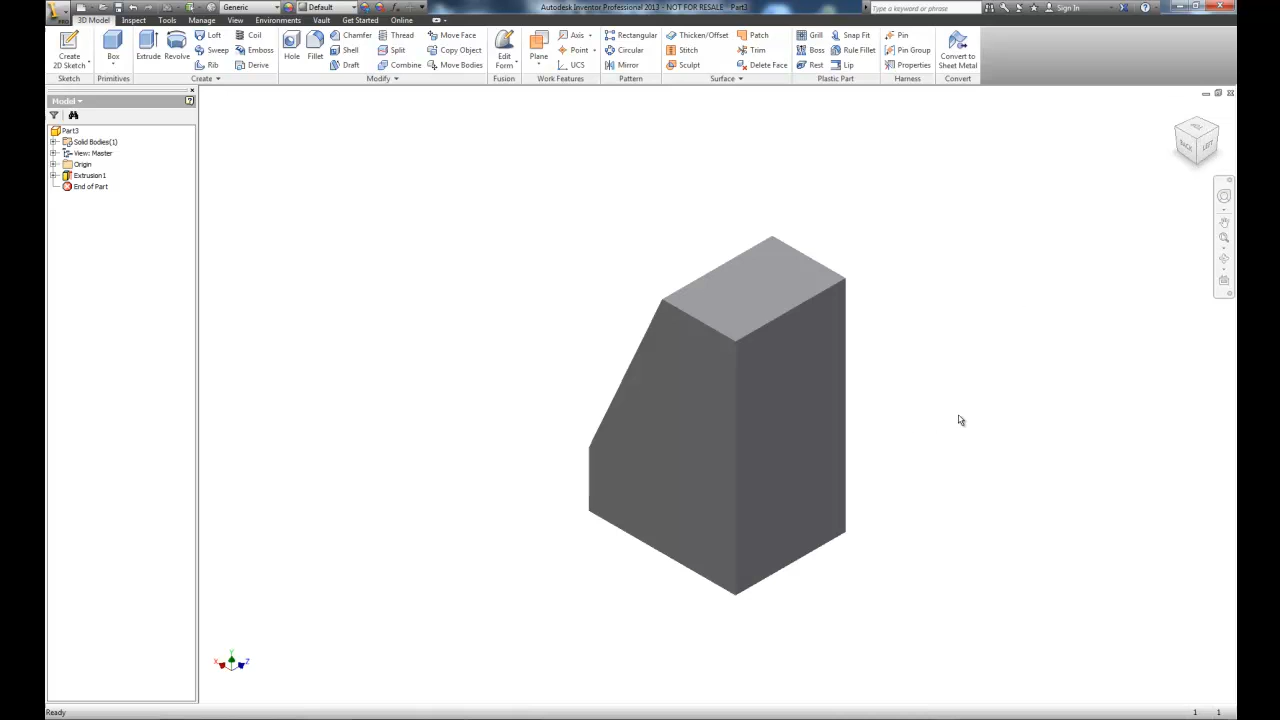 Generic
Default
Autodesk Inventor Professional 2013 - NOT FOR RESALE - Part3
Type a keyword or phrase
Sign In
PRO
3D Model Inspect Tools Manage View Environments Vault Get Started Online
Create 2D Sketch
Sketch
Box
Primitives
Extrude Revolve
Loft Coil
Sweep Emboss
Rib Derive
Create
Hole Fillet
Chamfer Thread Move Face
Shell Split Copy Object
Draft Combine Move Bodies
Modify
Edit Form
Fusion
Plane
Axis
Point
UCS
Work Features
Rectangular
Circular
Mirror
Pattern
Thicken/Offset Patch
Stitch Trim
Sculpt Delete Face
Surface
Grill Snap Fit
Boss Rule Fillet
Rest Lip
Plastic Part
Pin
Pin Group
Properties
Harness
Convert to Sheet Metal
Convert
Model
Part3
Solid Bodies(1)
View: Master
Origin
Extrusion1
End of Part
BACK
LEFT
X Y Z
Ready
1 1